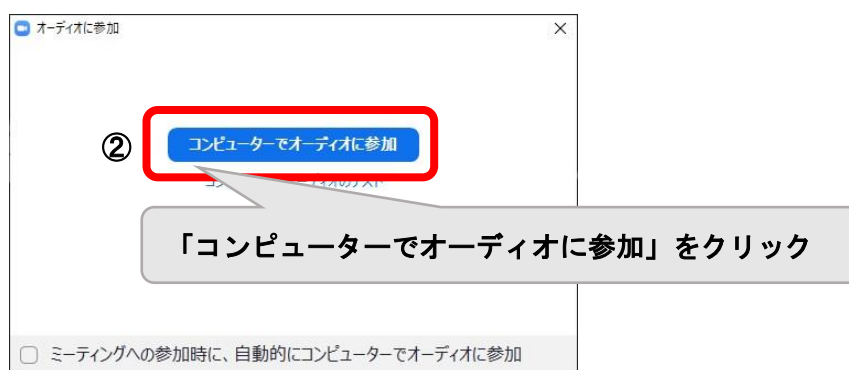 オーディオに参加
②
コンピューターでオーディオに参加
「コンピューターでオーディオに参加」をクリック
ミーティングへの参加時に、自動的にコンピューターでオーディオに参加